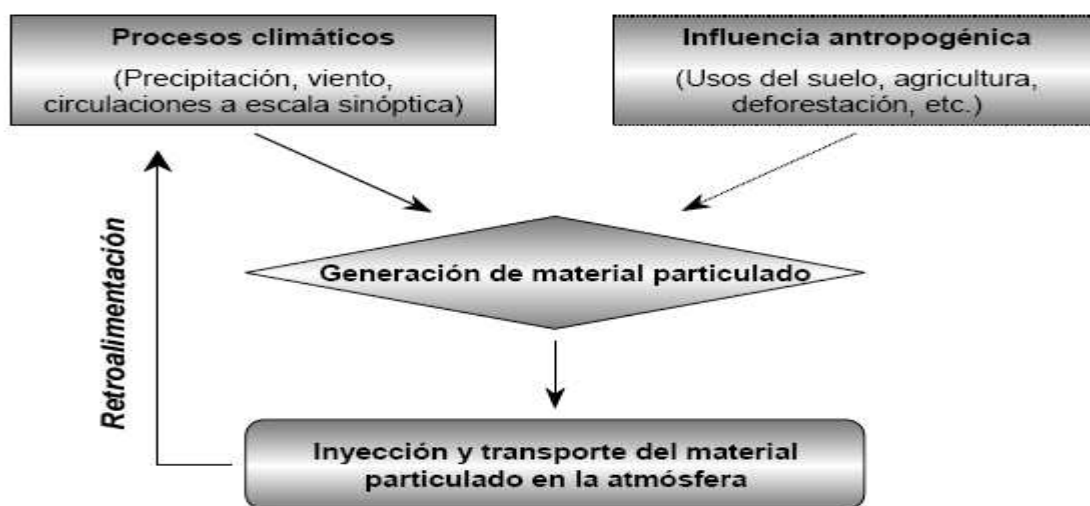 Procesos climáticos
(Precipitación, viento,
circulaciones a escala sinóptica)
Influencia antropogénica
(Usos del suelo, agricultura,
deforestación, etc.)
Retroalimentación
Generación de material particulado
Inyección y transporte del material
particulado en la atmósfera